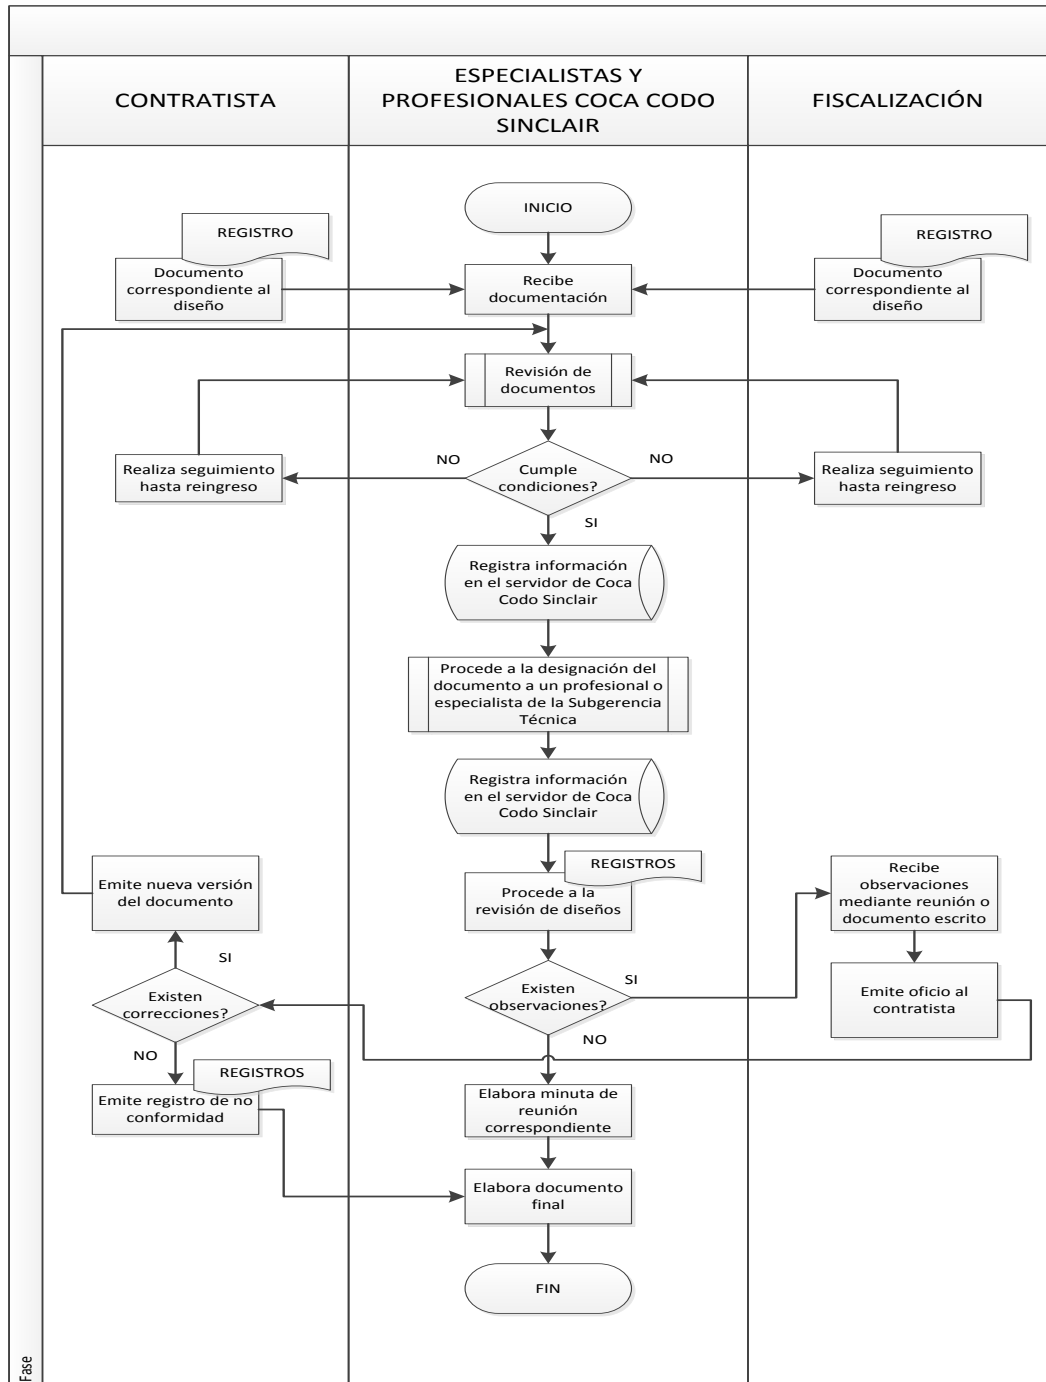 CONTRATISTA
ESPECIALISTAS Y
PROFESIONALES COCA CODO
SINCLAIR
FISCALIZACIÓN
INICIO
REGISTRO
Documento
correspondiente al
diseño
Recibe
documentación
REGISTRO
Documento
correspondiente al
diseño
Revisión de
documentos
NO
Cumple
condiciones?
NO
Realiza seguimiento
hasta reingreso
Realiza seguimiento
hasta reingreso
SI
Registra información
en el servidor de Coca
Codo Sinclair
Procede a la designación del
documento a un profesional o
especialista de la Subgerencia
Técnica
Registra información
en el servidor de Coca
Codo Sinclair
REGISTROS
Procede a la
revisión de diseños
Emite nueva versión
del documento
Recibe
observaciones
mediante reunión o
documento escrito
SI
Existen
correcciones?
Existen
observaciones?
SI
Emite oficio al
contratista
NO
NO
REGISTROS
Emite registro de no
conformidad
Elabora minuta de
reunión
correspondiente
Elabora documento
final
FIN
Fase